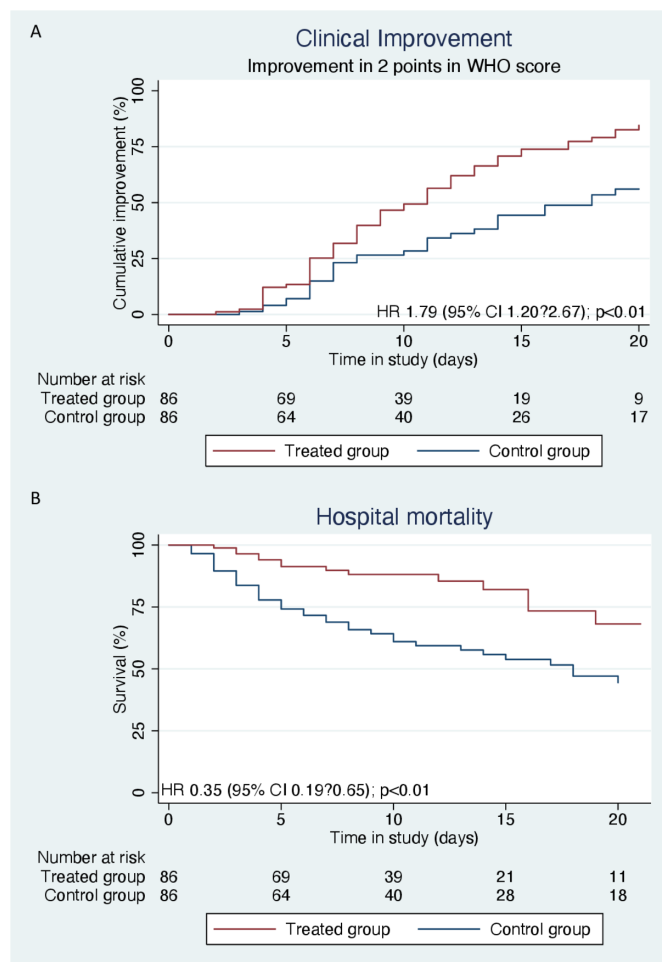 A
Clinical Improvement
Improvement in 2 points in WHO score
Cumulative improvement (%)
100
75
50
25
0
HR 1.79 (95% CI 1.20?2.67); p<0.01
0 5 10 15 20
Time in study (days)
Number at risk
Treated group 86 69 39 19 9
Control group 86 64 40 26 17
Treated group Control group
B
Hospital mortality
Survival (%)
100
75
50
25
0
HR 0.35 (95% CI 0.19?0.65); p<0.01
0 5 10 15 20
Time in study (days)
Number at risk
Treated group 86 69 39 21 11
Control group 86 64 40 28 18
Treated group Control group